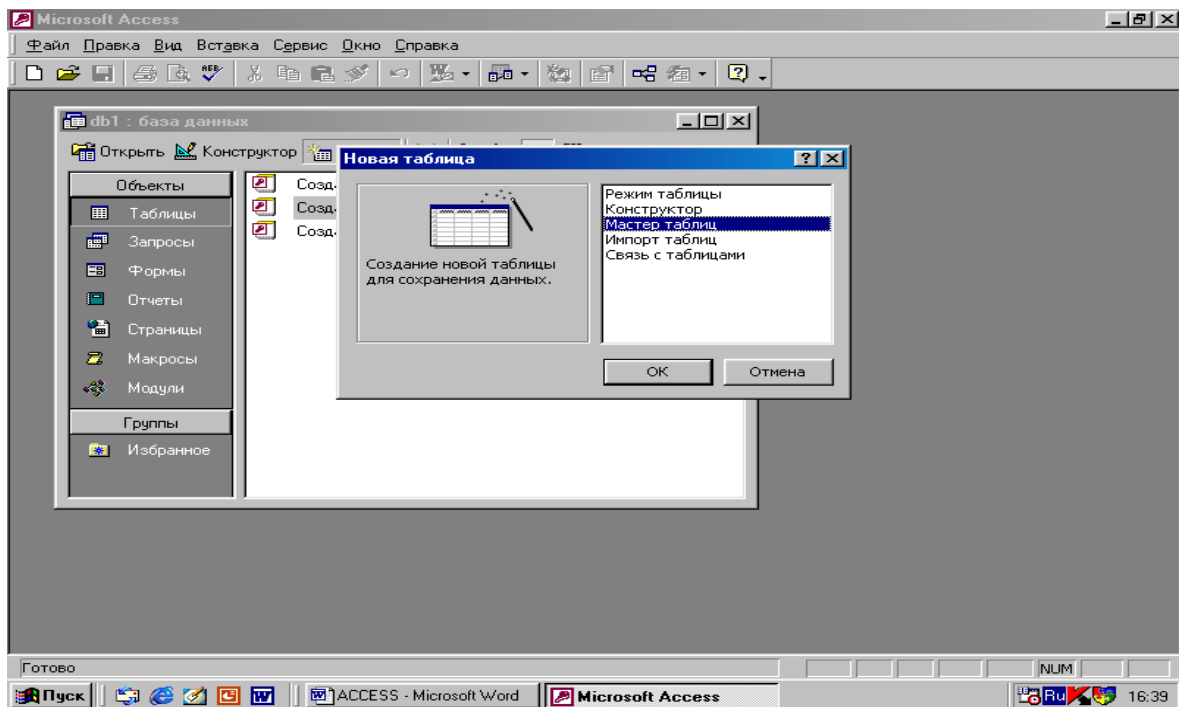 Microsoft Access
Файл Правка Вид Вставка Сервис Окно Справка
db1 : база данных
Открыть Конструктор
Новая таблица
Объекты
Таблицы
Запросы
Формы
Отчеты
Страницы
Макросы
Модули
Группы
Избранное
Созд
Созд
Созд
Создание новой таблицы
для сохранения данных.
Режим таблицы
Конструктор
Мастер таблиц
Импорт таблиц
Связь с таблицами
ОК Отмена
Готово NUM
Пуск ACCESS - Microsoft Word Microsoft Access Ru 16:39